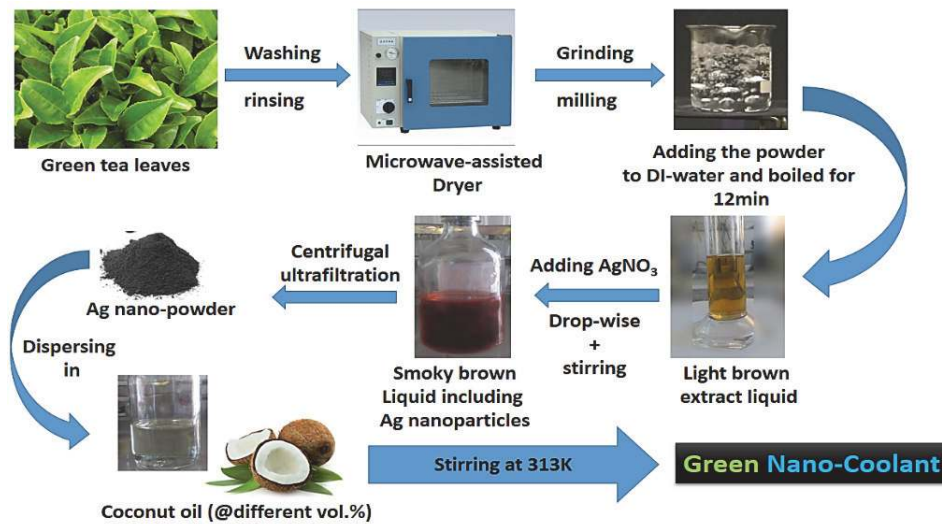 Green tea leaves
Washing
rinsing
Microwave-assisted
Dryer
Grinding
milling
Adding the powder
to DI-water and boiled for
12min
Light brown
extract liquid
Adding AgNO₃
Drop-wise
+
stirring
Smoky brown
Liquid including
Ag nanoparticles
Centrifugal
ultrafiltration
Ag nano-powder
Dispersing
in
Coconut oil (@different vol.%)
Stirring at 313K
Green Nano-Coolant